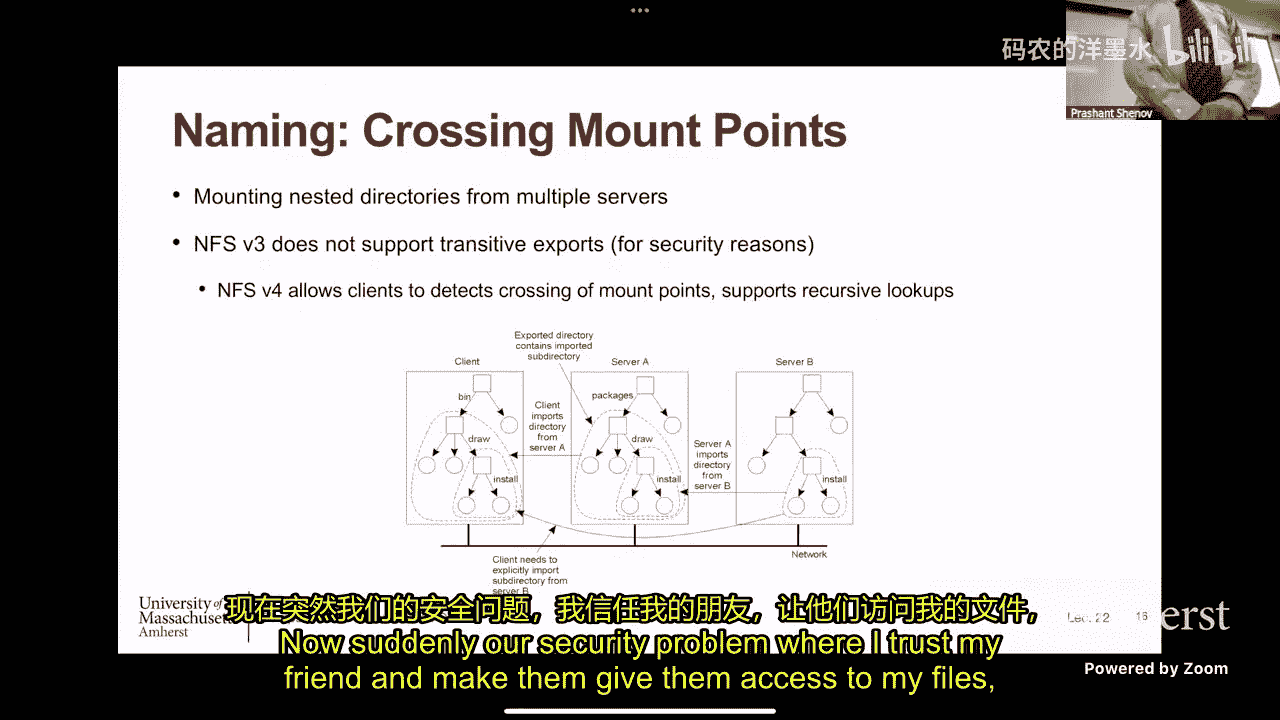 码农的洋墨水 bilibili
Prashant Shenoy
Naming: Crossing Mount Points
• Mounting nested directories from multiple servers
• NFS v3 does not support transitive exports (for security reasons)
• NFS v4 allows clients to detects crossing of mount points, supports recursive lookups
Exported directory
contains imported
subdirectory
Client
Server A
Server B
bin
packages
Client
imports
directory
from
server A
draw
draw
Server A
imports
directory
from
server B
install
install
install
Network
Client needs to
explicitly import
subdirectory from
server B
University of
Massachuse
Amherst
Lec. 22
16
erst
现在突然我们的安全问题，我信任我的朋友，让他们访问我的文件，
Now suddenly our security problem where I trust my
friend and make them give them access to my files,
Powered by Zoom